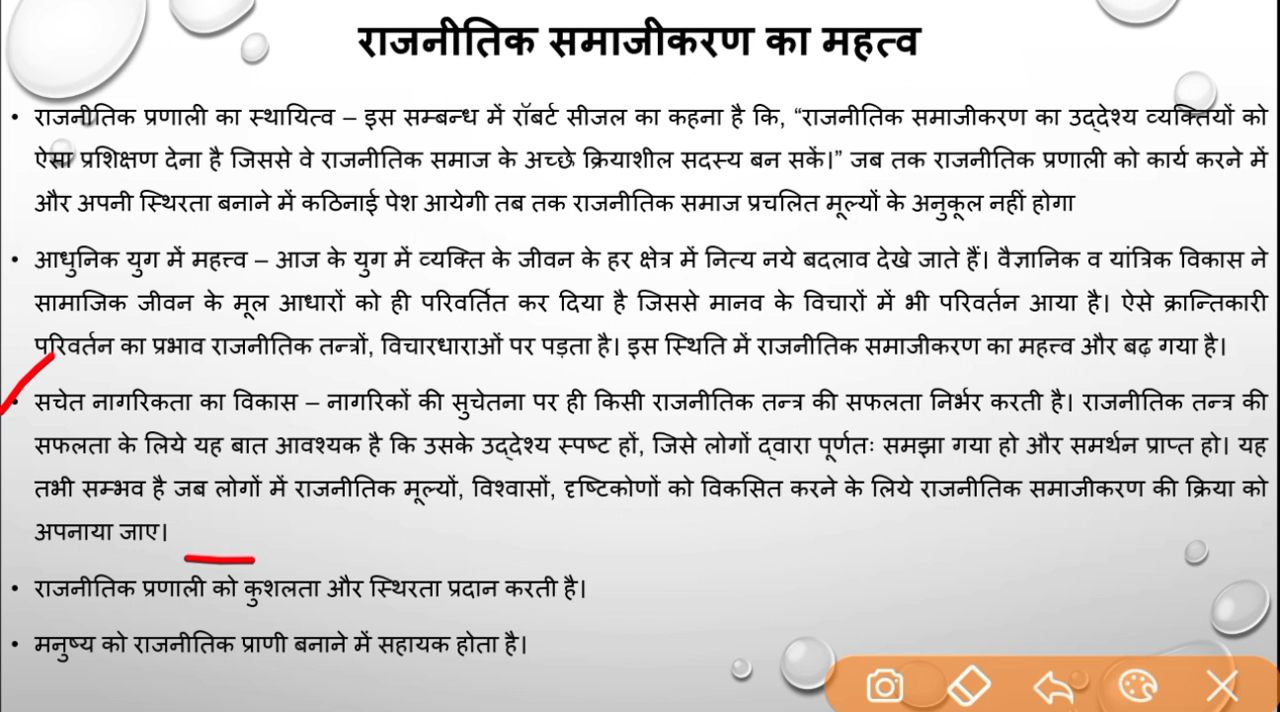 राजनीतिक समाजीकरण का महत्व
• राजनीतिक प्रणाली का स्थायित्व – इस सम्बन्ध में रॉबर्ट सीजल का कहना है कि, “राजनीतिक समाजीकरण का उद्देश्य व्यक्तियों को
ऐसा प्रशिक्षण देना है जिससे वे राजनीतिक समाज के अच्छे क्रियाशील सदस्य बन सकें।” जब तक राजनीतिक प्रणाली को कार्य करने में
और अपनी स्थिरता बनाने में कठिनाई पेश आयेगी तब तक राजनीतिक समाज प्रचलित मूल्यों के अनुकूल नहीं होगा
• आधुनिक युग में महत्त्व – आज के युग में व्यक्ति के जीवन के हर क्षेत्र में नित्य नये बदलाव देखे जाते हैं। वैज्ञानिक व यांत्रिक विकास ने
सामाजिक जीवन के मूल आधारों को ही परिवर्तित कर दिया है जिससे मानव के विचारों में भी परिवर्तन आया है। ऐसे क्रान्तिकारी
परिवर्तन का प्रभाव राजनीतिक तन्त्रों, विचारधाराओं पर पड़ता है। इस स्थिति में राजनीतिक समाजीकरण का महत्त्व और बढ़ गया है।
• सचेत नागरिकता का विकास – नागरिकों की सुचेतना पर ही किसी राजनीतिक तन्त्र की सफलता निर्भर करती है। राजनीतिक तन्त्र की
सफलता के लिये यह बात आवश्यक है कि उसके उद्देश्य स्पष्ट हों, जिसे लोगों द्वारा पूर्णतः समझा गया हो और समर्थन प्राप्त हो। यह
तभी सम्भव है जब लोगों में राजनीतिक मूल्यों, विश्वासों, दृष्टिकोणों को विकसित करने के लिये राजनीतिक समाजीकरण की क्रिया को
अपनाया जाए।
• राजनीतिक प्रणाली को कुशलता और स्थिरता प्रदान करती है।
• मनुष्य को राजनीतिक प्राणी बनाने में सहायक होता है।